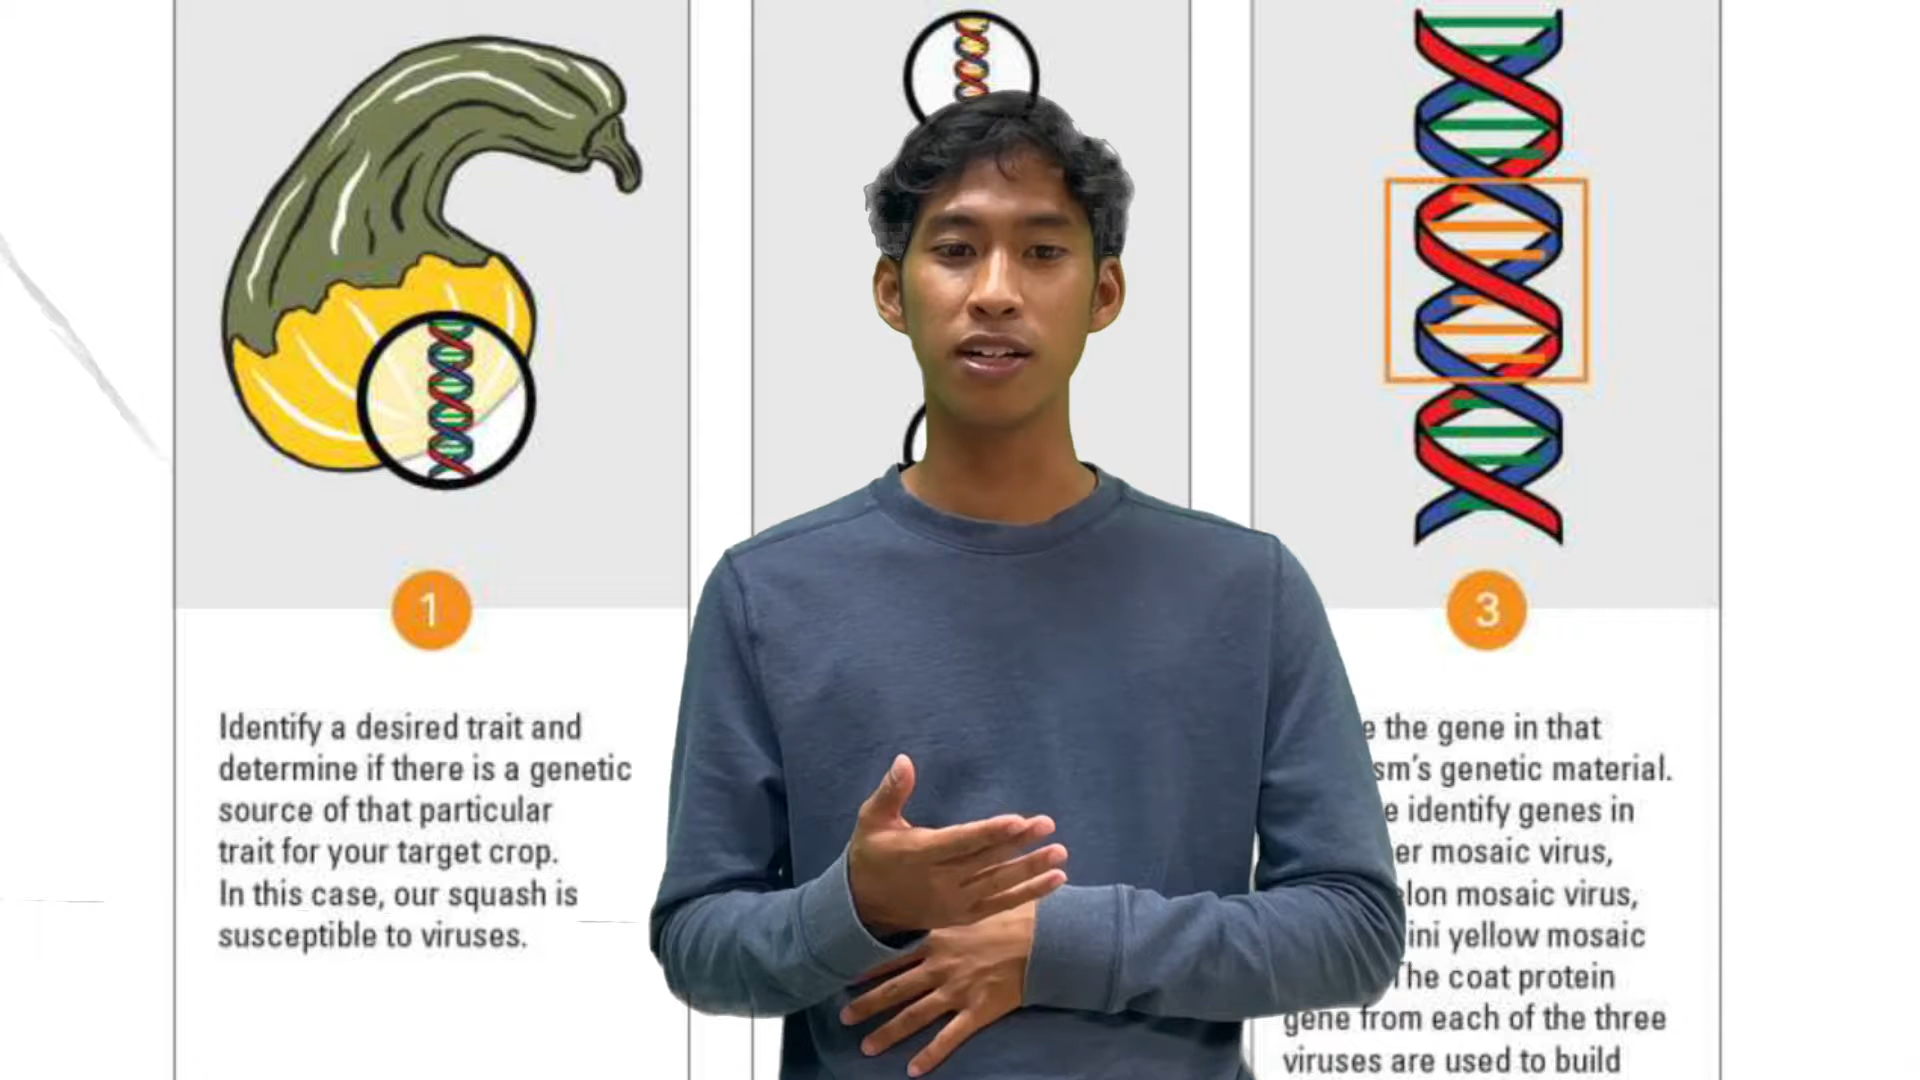 1
Identify a desired trait and
determine if there is a genetic
source of that particular
trait for your target crop.
In this case, our squash is
susceptible to viruses.
3
the gene in that
genetic material.
identify genes in
mosaic virus,
mosaic virus,
yellow mosaic
The coat protein
gene from each of the three
viruses are used to build